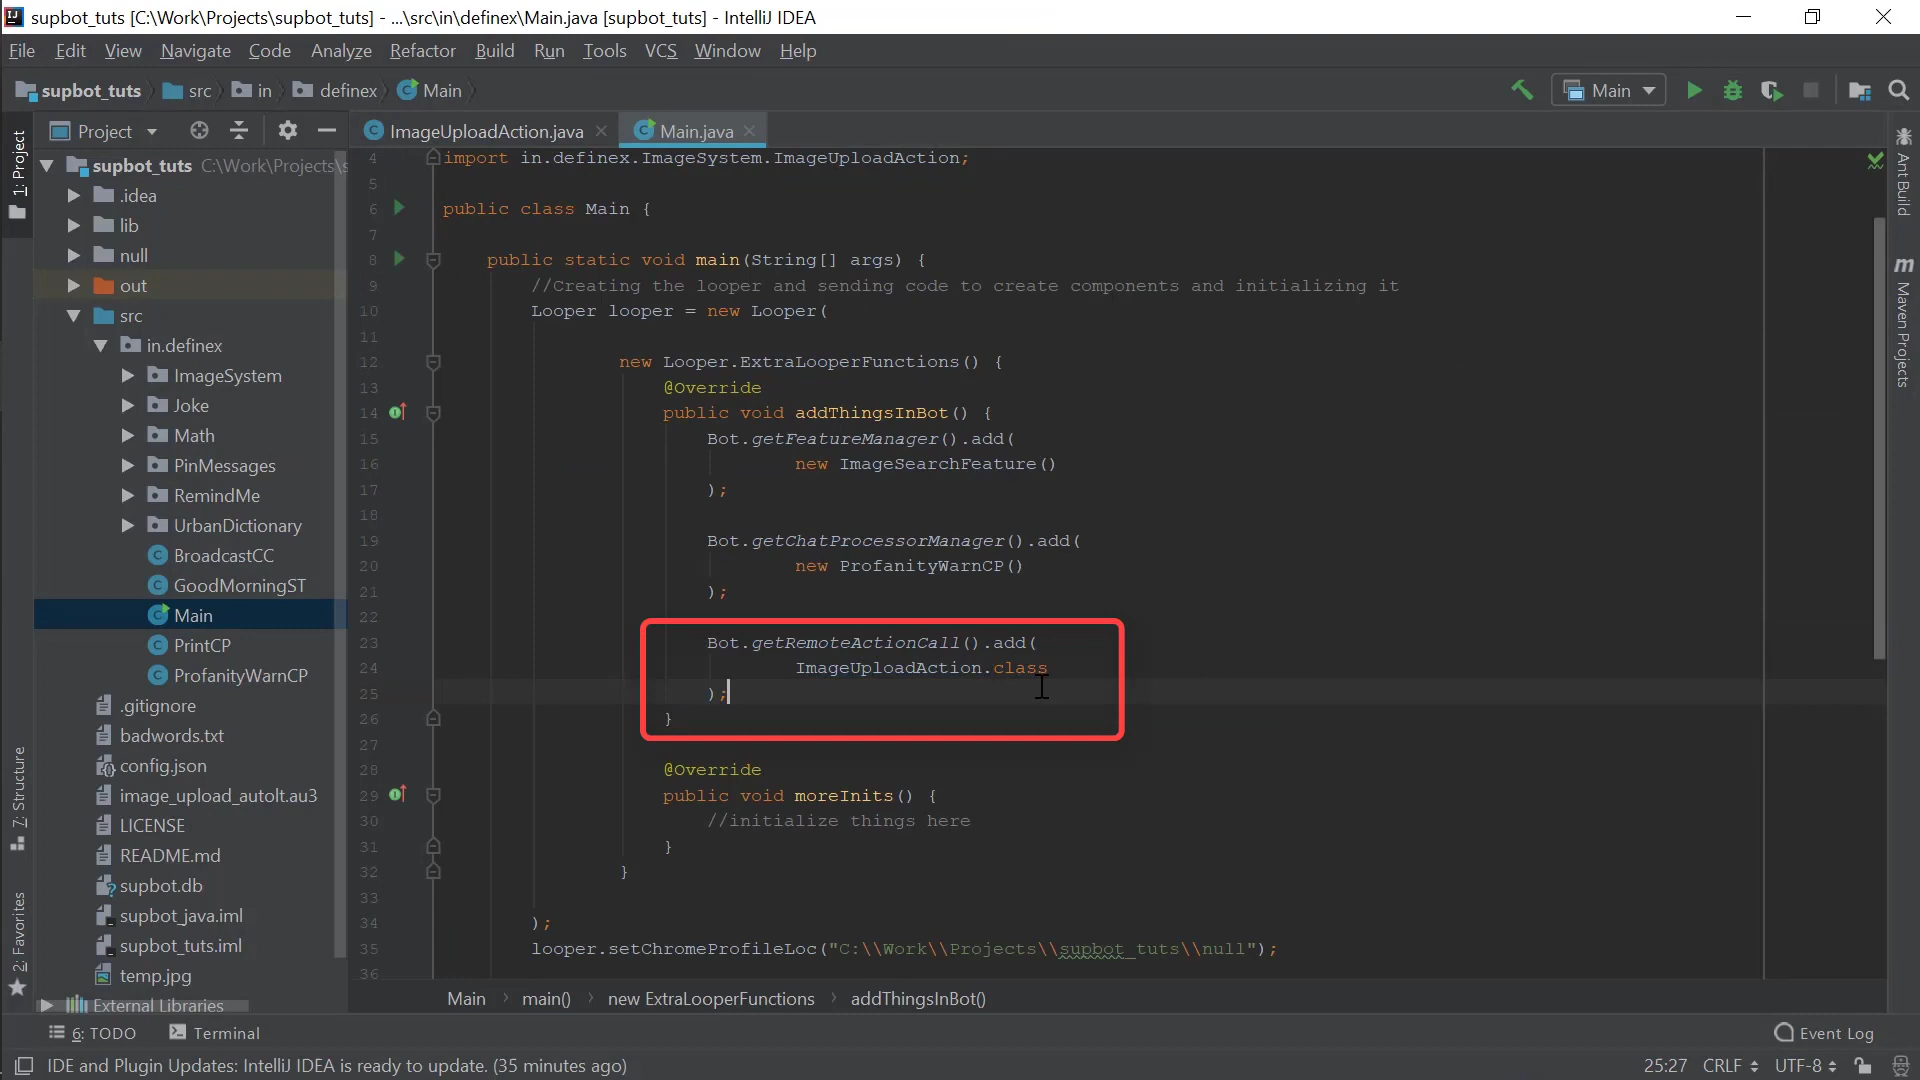 supbot_tuts [C:\Work\Projects\supbot_tuts] - ...\src\in\definex\Main.java [supbot_tuts] - IntelliJ IDEA
File Edit View Navigate Code Analyze Refactor Build Run Tools VCS Window Help
supbot_tuts src in definex Main
Main
Project
ImageUploadAction.java
Main.java
1: Project
7: Structure
2: Favorites
supbot_tuts C:\Work\Projects\s
.idea
lib
null
out
src
in.definex
ImageSystem
Joke
Math
PinMessages
RemindMe
UrbanDictionary
BroadcastCC
GoodMorningST
Main
PrintCP
ProfanityWarnCP
.gitignore
badwords.txt
config.json
image_upload_autoIt.au3
LICENSE
README.md
supbot.db
supbot_java.iml
supbot_tuts.iml
temp.jpg
External Libraries
4 import in.definex.ImageSystem.ImageUploadAction;
5
6 public class Main {
7
8 public static void main(String[] args) {
9 //Creating the looper and sending code to create components and initializing it
10 Looper looper = new Looper(
11
12 new Looper.ExtraLooperFunctions() {
13 @Override
14 public void addThingsInBot() {
15 Bot.getFeatureManager().add(
16 new ImageSearchFeature()
17 );
18
19 Bot.getChatProcessorManager().add(
20 new ProfanityWarnCP()
21 );
22
23 Bot.getRemoteActionCall().add(
24 ImageUploadAction.class
25 );
26 }
27
28 @Override
29 public void moreInits() {
30 //initialize things here
31 }
32 }
33
34 );
35 looper.setChromeProfileLoc("C:\\Work\\Projects\\supbot_tuts\\null");
36
Main main() new ExtraLooperFunctions addThingsInBot()
Ant Build
m Maven Projects
6: TODO Terminal Event Log
IDE and Plugin Updates: IntelliJ IDEA is ready to update. (35 minutes ago) 25:27 CRLF UTF-8